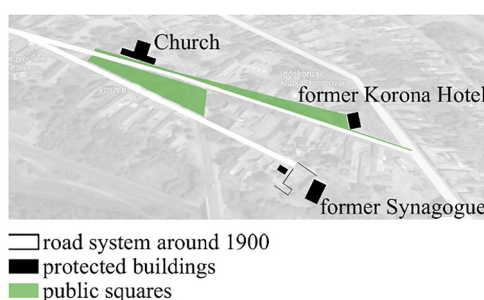 Church
former Korona Hotel
former Synagogue
road system around 1900
protected buildings
public squares